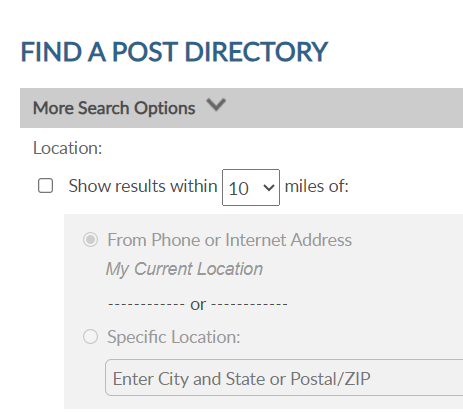 FIND A POST DIRECTORY
More Search Options
Location:
Show results within 10 miles of:
From Phone or Internet Address
My Current Location
------------ or ------------
Specific Location:
Enter City and State or Postal/ZIP